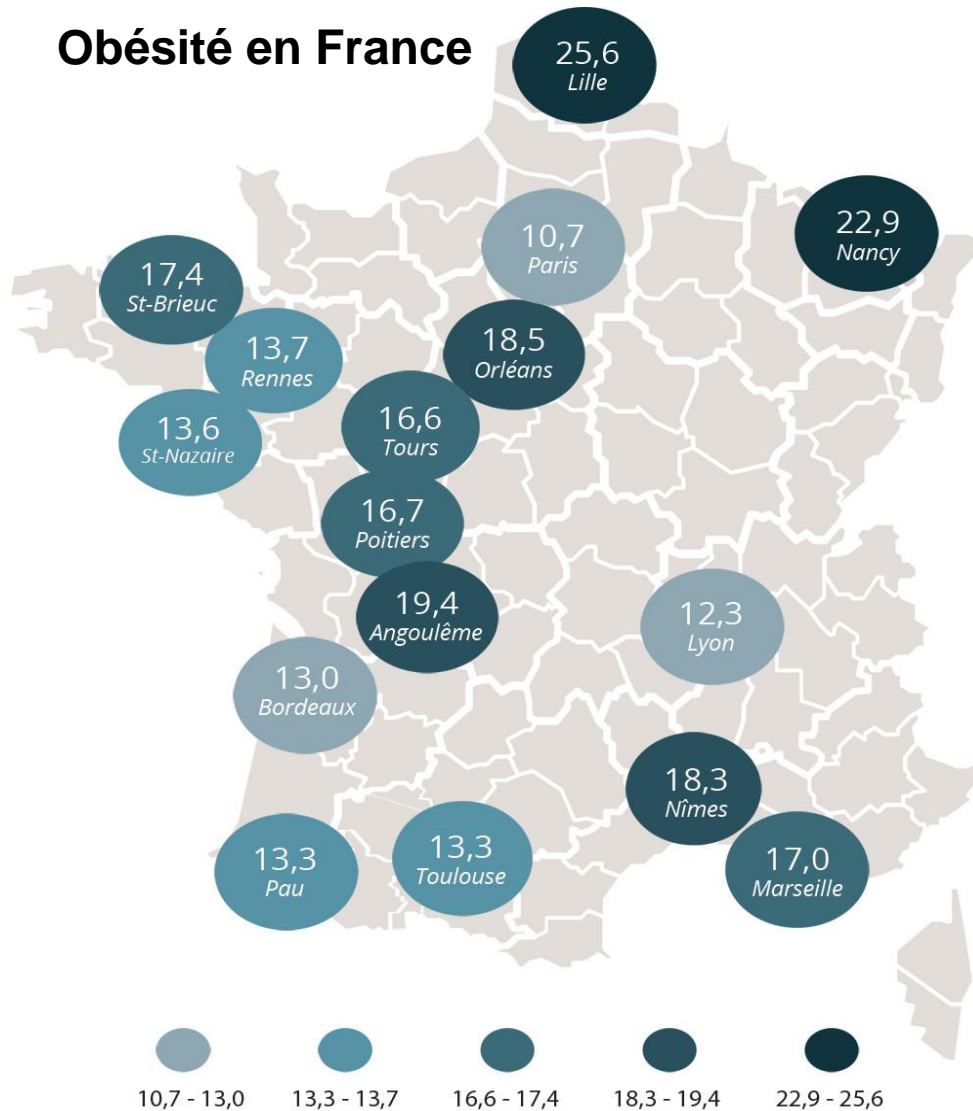 Obésité en France
25,6
Lille
10,7
Paris
22,9
Nancy
17,4
St-Brieuc
13,7
Rennes
18,5
Orléans
13,6
St-Nazaire
16,6
Tours
16,7
Poitiers
19,4
Angoulême
12,3
Lyon
13,0
Bordeaux
18,3
Nîmes
13,3
Pau
13,3
Toulouse
17,0
Marseille
10,7 - 13,0
13,3 - 13,7
16,6 - 17,4
18,3 - 19,4
22,9 - 25,6